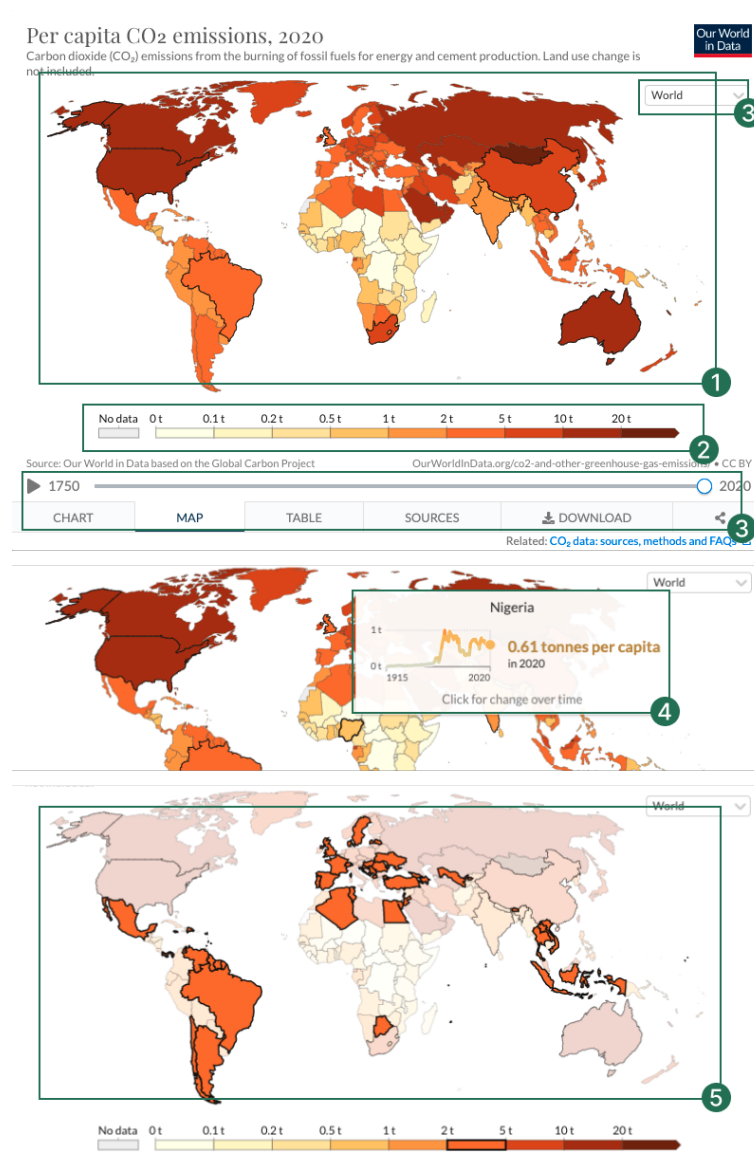 Per capita CO₂ emissions, 2020
Our World
in Data
Carbon dioxide (CO₂) emissions from the burning of fossil fuels for energy and cement production. Land use change is
not included.
World
3
1
No data 0 t 0.1 t 0.2 t 0.5 t 1 t 2 t 5 t 10 t 20 t
2
Source: Our World in Data based on the Global Carbon Project OurWorldInData.org/co2-and-other-greenhouse-gas-emissions/ • CC BY
1750 2020
CHART MAP TABLE SOURCES DOWNLOAD
3
Related: CO₂ data: sources, methods and FAQs
World
Nigeria
1 t
0 t
1915 2020
0.61 tonnes per capita
in 2020
Click for change over time
4
World
5
No data 0 t 0.1 t 0.2 t 0.5 t 1 t 2 t 5 t 10 t 20 t